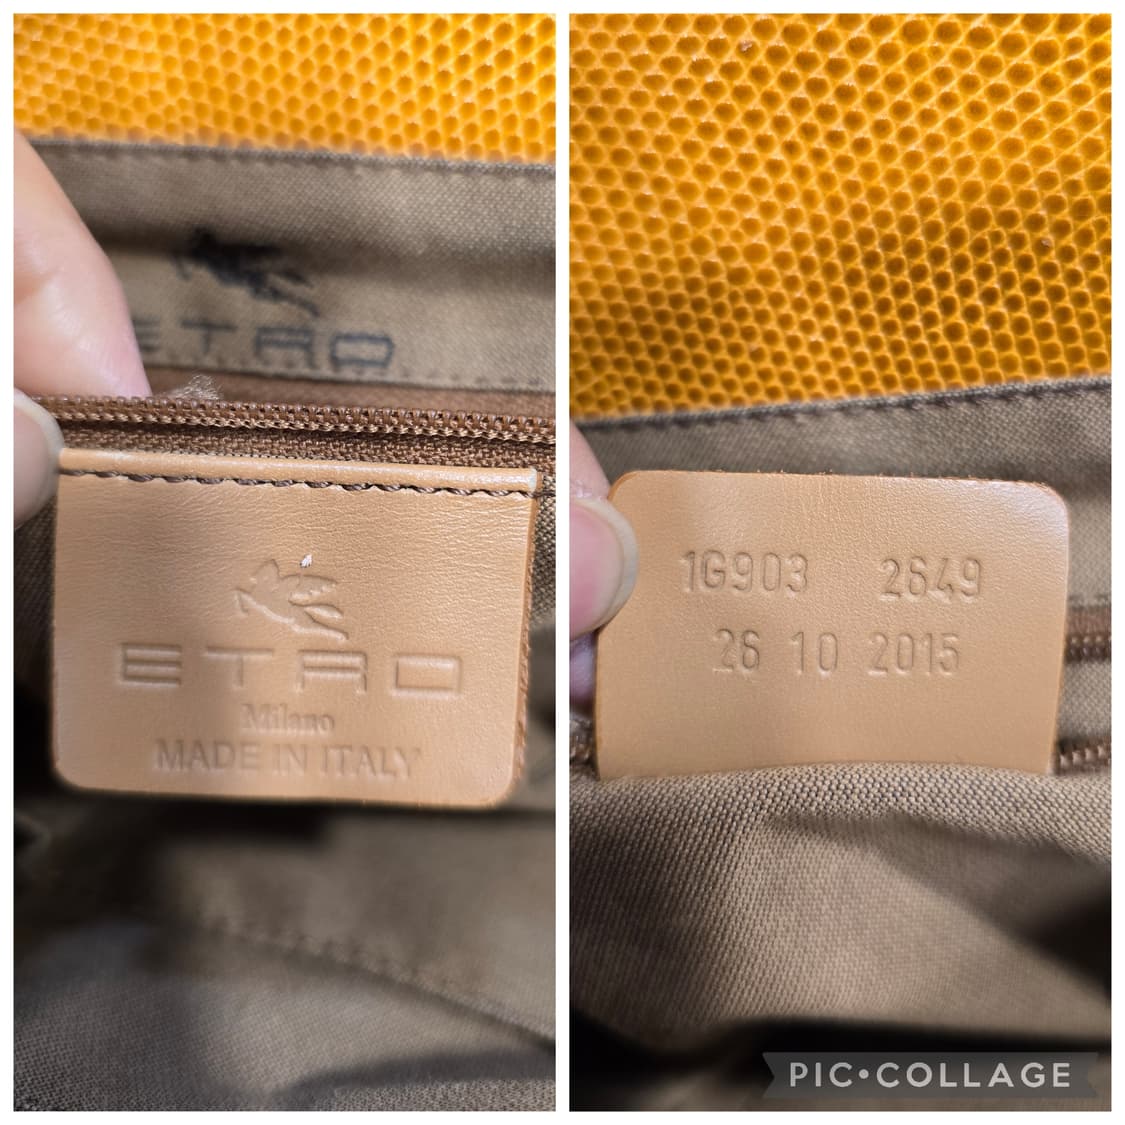 ETRO
ETRO
Milano
MADE IN ITALY
1G903 2649
26 10 2015
PIC•COLLAGE